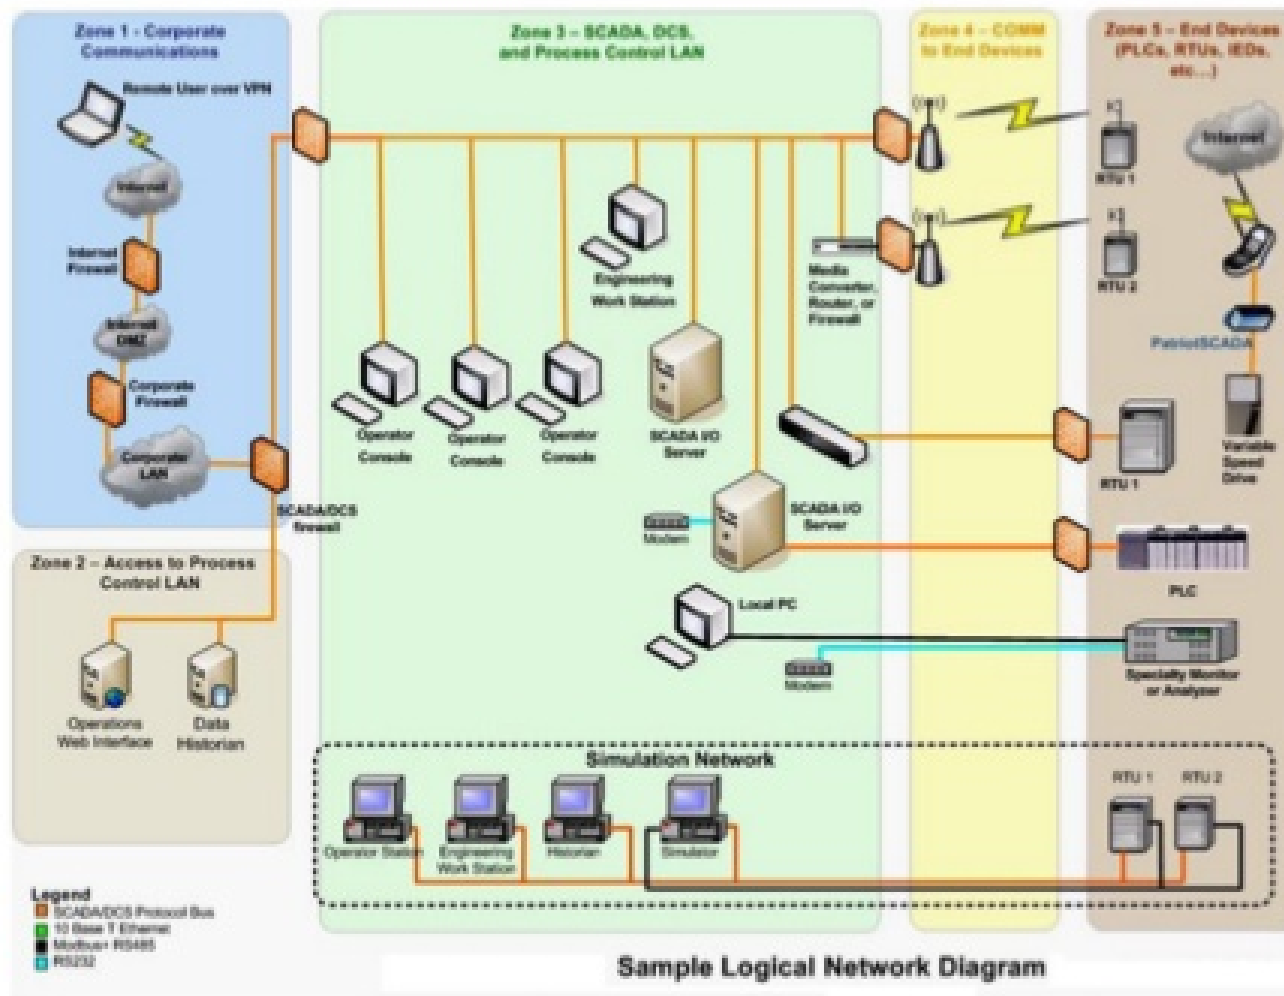 Zone 1 - Corporate
Communications
Remote User over VPN
Internet
Internet
Firewall
Internet
DMZ
Corporate
Firewall
Corporate
LAN
SCADA/DCS
firewall
Zone 2 – Access to Process
Control LAN
Operations
Web Interface
Data
Historian
Zone 3 – SCADA, DCS,
and Process Control LAN
Engineering
Work Station
Operator
Console
Operator
Console
Operator
Console
SCADA I/O
Server
Media
Converter,
Router, or
Firewall
SCADA I/O
Server
Modem
Local PC
Modem
Zone 4 – COMM
to End Devices
Zone 5 – End Devices
(PLCs, RTUs, IEDs,
etc...)
RTU 1
RTU 2
Internet
PatriotSCADA
Variable
Speed
Drive
RTU 1
PLC
Specialty Monitor
or Analyzer
Simulation Network
Operator Station
Engineering
Work Station
Historian
Simulator
RTU 1
RTU 2
Legend
SCADA/DCS Protocol Bus
10 Base T Ethernet
Modbus+ RS485
RS232
Sample Logical Network Diagram